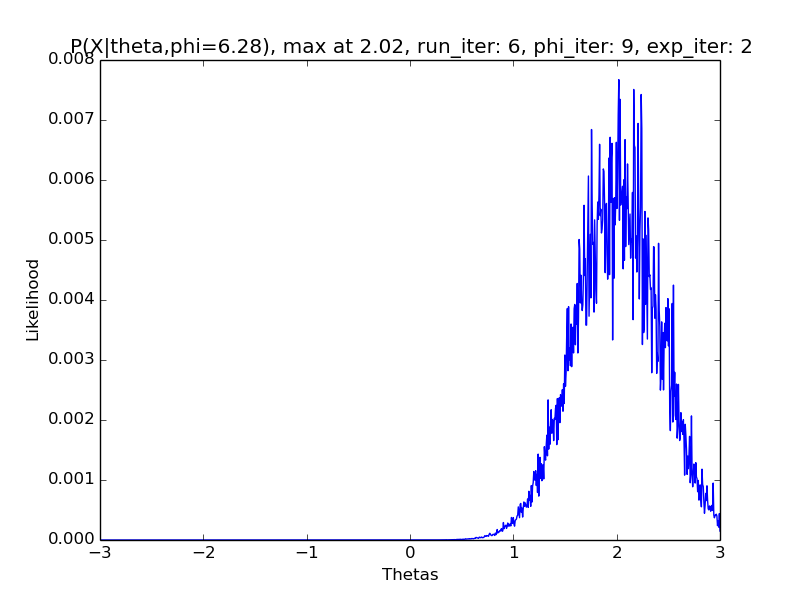 P(X|theta,phi=6.28), max at 2.02, run_iter: 6, phi_iter: 9, exp_iter: 2
0.008
0.007
0.006
0.005
0.004
0.003
0.002
0.001
0.000
Likelihood
−3 −2 −1 0 1 2 3
Thetas